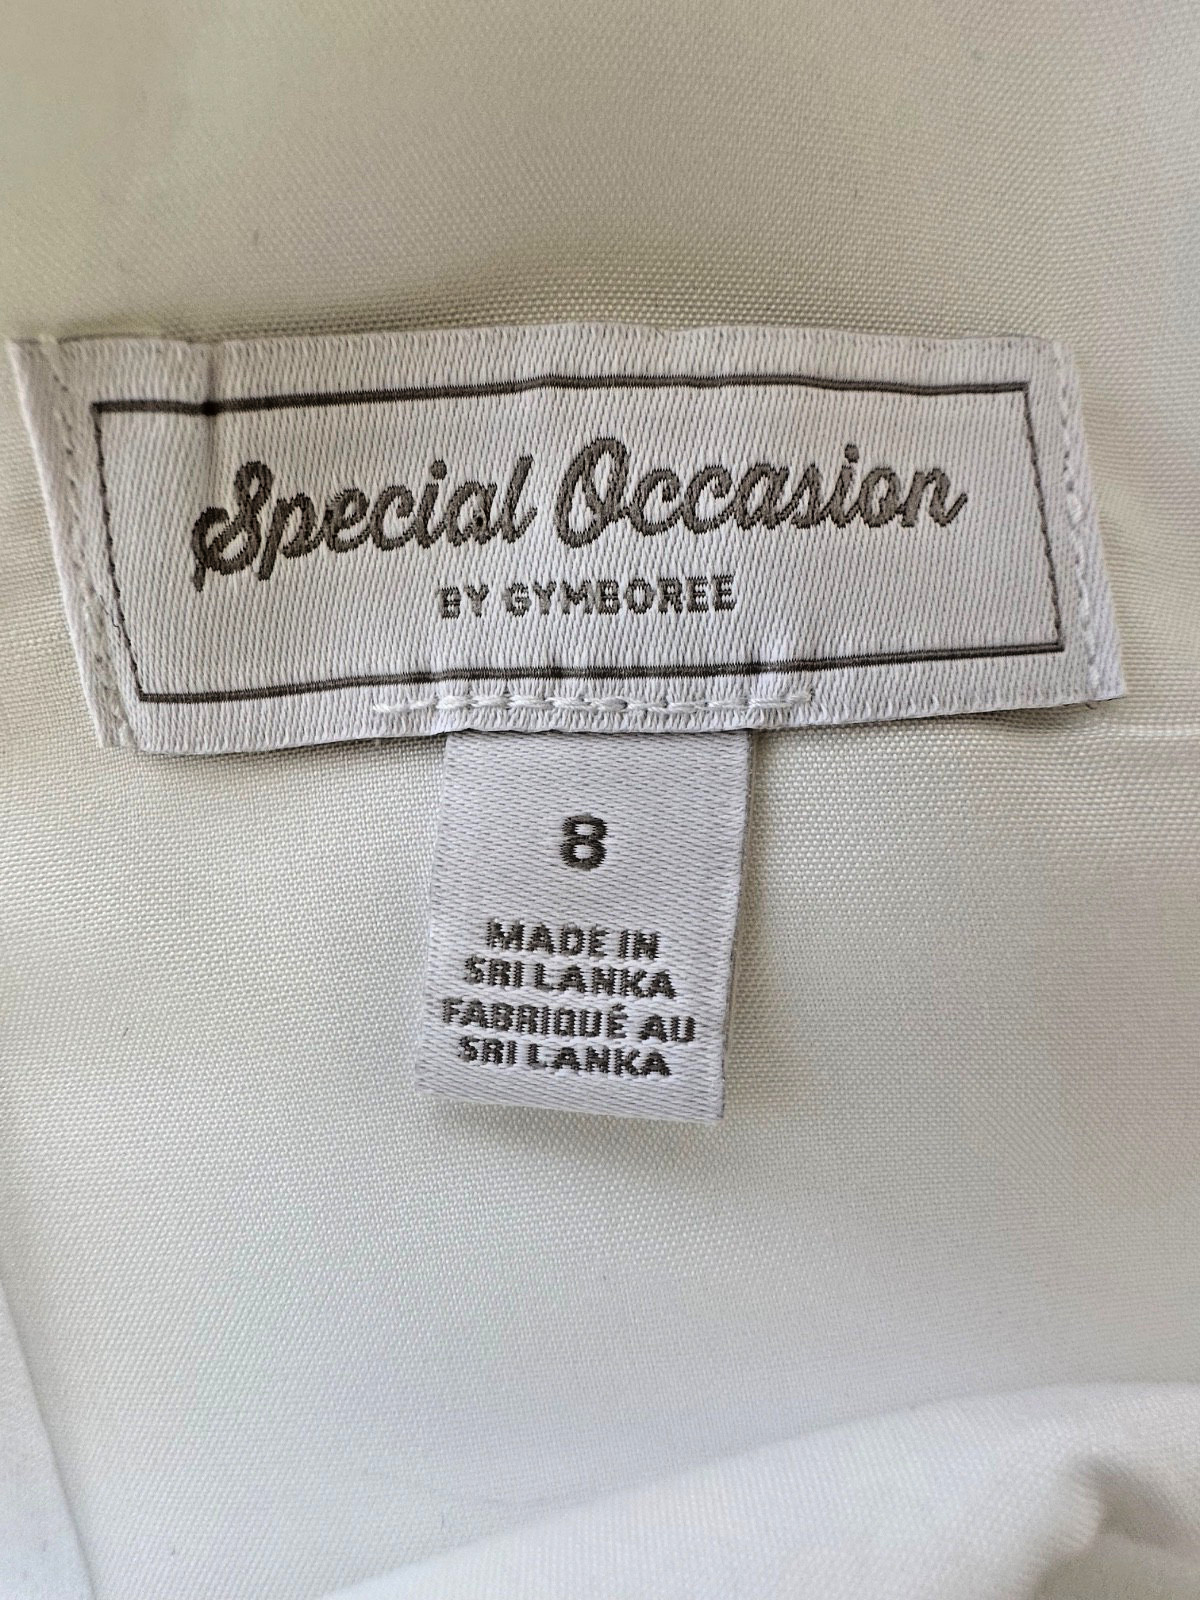 Special Occasion
BY GYMBOREE
8
MADE IN
SRI LANKA
FABRIQUÉ AU
SRI LANKA